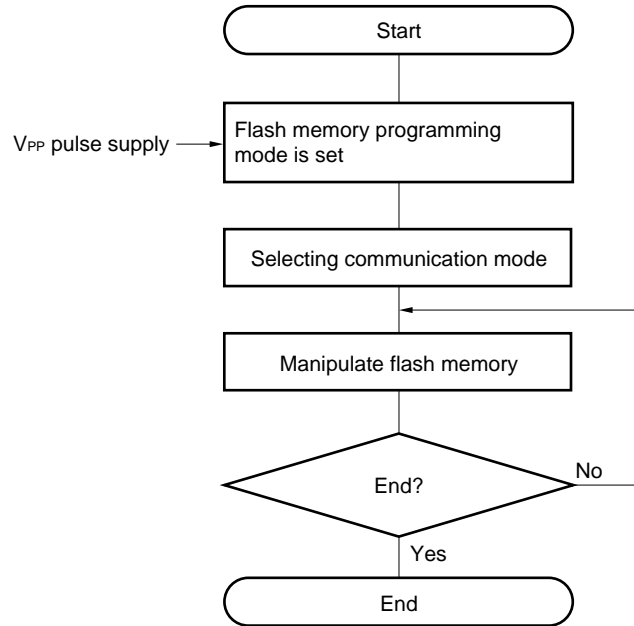 Start
VPP pulse supply
Flash memory programming
mode is set
Selecting communication mode
Manipulate flash memory
End?
No
Yes
End